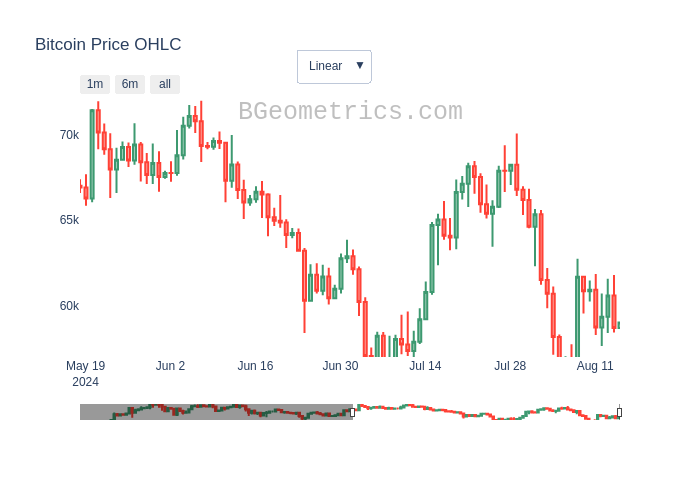 Bitcoin Price OHLC
Linear ▼
1m 6m all
BGeometrics.com
70k
65k
60k
May 19 Jun 2 Jun 16 Jun 30 Jul 14 Jul 28 Aug 11
2024